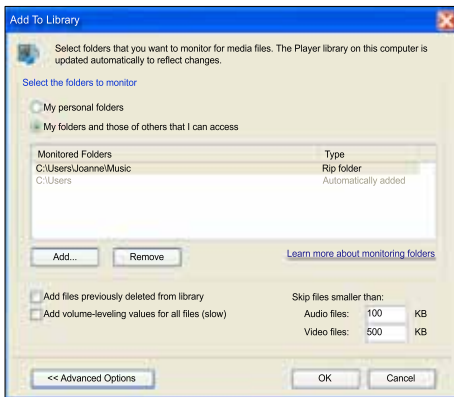 Add To Library
Select folders that you want to monitor for media files. The Player library on this computer is
updated automatically to reflect changes.
Select the folders to monitor
My personal folders
My folders and those of others that I can access
Monitored Folders Type
C:\Users\Joanne\Music Rip folder
C:\Users Automatically added
Add... Remove Learn more about monitoring folders
Add files previously deleted from library Skip files smaller than:
Add volume-leveling values for all files (slow) Audio files: 100 KB
Video files: 500 KB
<< Advanced Options OK Cancel